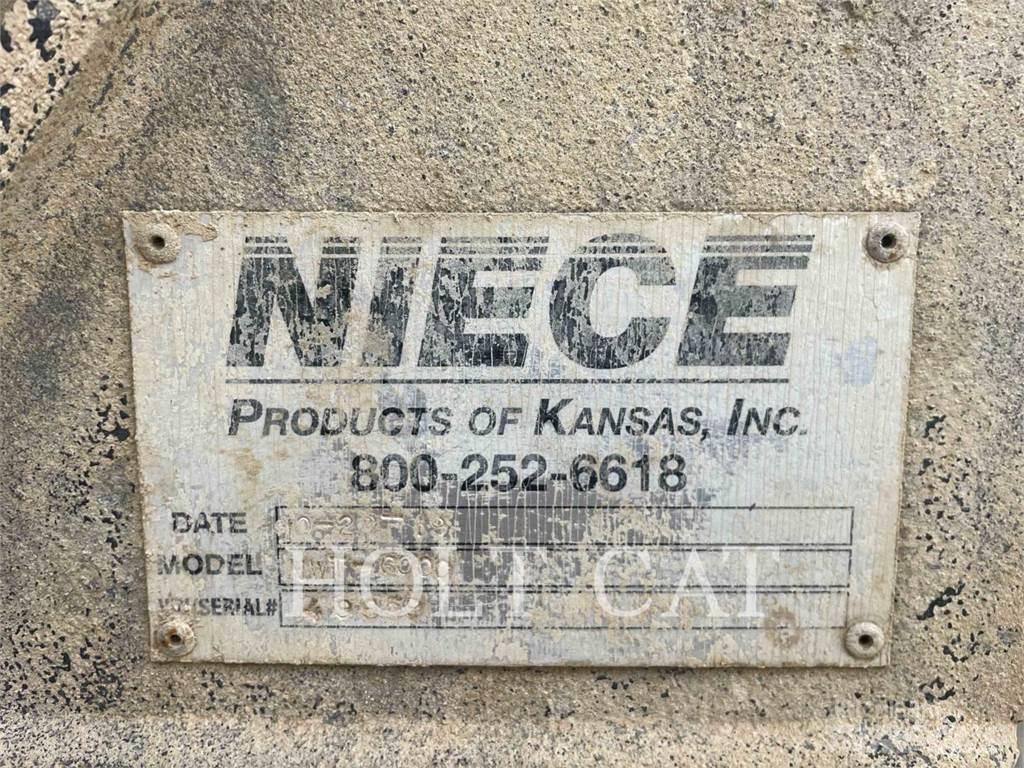 NIECE
PRODUCTS OF KANSAS, INC.
800-252-6618
DATE
MODEL
SERIAL#
HOLT CAT